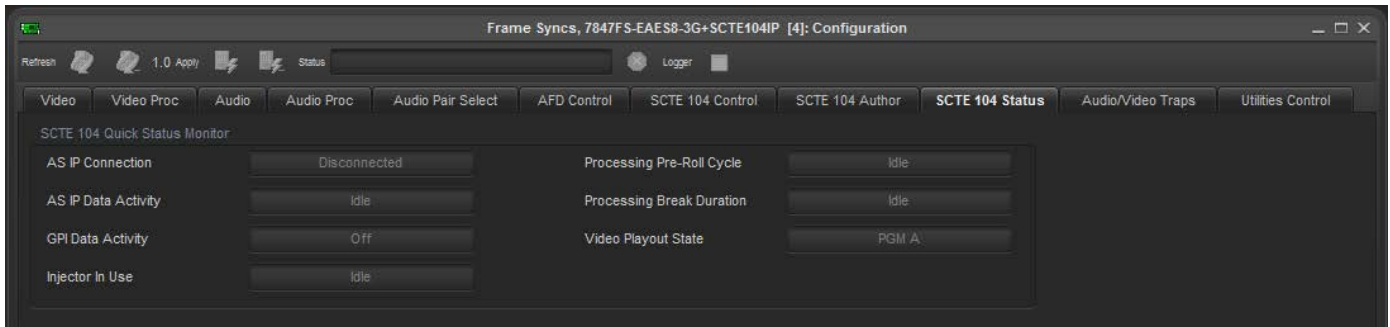 Frame Syncs, 7847FS-EAES8-3G+SCTE104IP [4]: Configuration
Refresh 1.0 Apply Status Logger
Video Video Proc Audio Audio Proc Audio Pair Select AFD Control SCTE 104 Control SCTE 104 Author SCTE 104 Status Audio/Video Traps Utilities Control
SCTE 104 Quick Status Monitor
AS IP Connection Disconnected Processing Pre-Roll Cycle Idle
AS IP Data Activity Idle Processing Break Duration Idle
GPI Data Activity Off Video Playout State PGM A
Injector In Use Idle